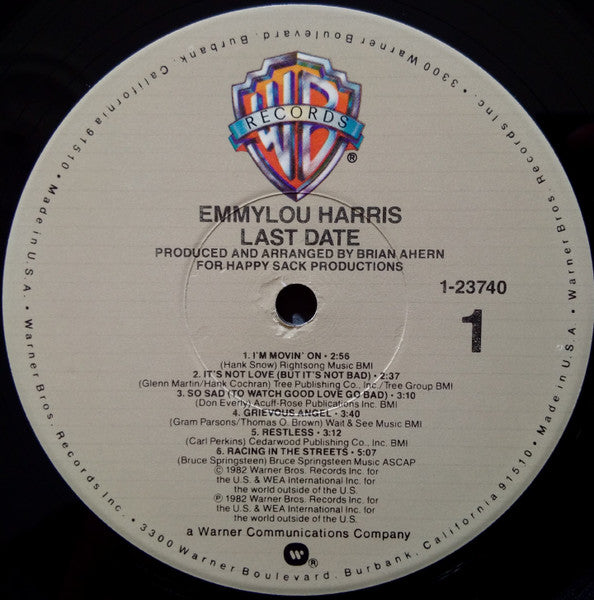 WB
RECORDS
®
EMMYLOU HARRIS
LAST DATE
PRODUCED AND ARRANGED BY BRIAN AHERN
FOR HAPPY SACK PRODUCTIONS
1-23740
1
1. I'M MOVIN' ON • 2:56
(Hank Snow) Rightsong Music BMI
2. IT'S NOT LOVE (BUT IT'S NOT BAD) • 2:37
(Glenn Martin/Hank Cochran) Tree Publishing Co., Inc./Tree Group BMI
3. SO SAD (TO WATCH GOOD LOVE GO BAD) • 3:10
(Don Everly) Acuff-Rose Publications Inc. BMI
4. GRIEVOUS ANGEL • 3:40
(Gram Parsons/Thomas O. Brown) Wait & See Music BMI
5. RESTLESS • 3:12
(Carl Perkins) Cedarwood Publishing Co., Inc. BMI
6. RACING IN THE STREETS • 5:07
(Bruce Springsteen) Bruce Springsteen Music ASCAP
© 1982 Warner Bros. Records Inc. for
the U.S. & WEA International Inc. for
the world outside of the U.S.
℗ 1982 Warner Bros. Records Inc. for
the U.S. & WEA International Inc. for
the world outside of the U.S.
a Warner Communications Company
®
Warner Bros. Records Inc. • 3300 Warner Boulevard, Burbank, California 91510 • Made in U.S.A. •
Warner Bros. Records Inc. • 3300 Warner Boulevard, Burbank, California 91510 • Made in U.S.A. •